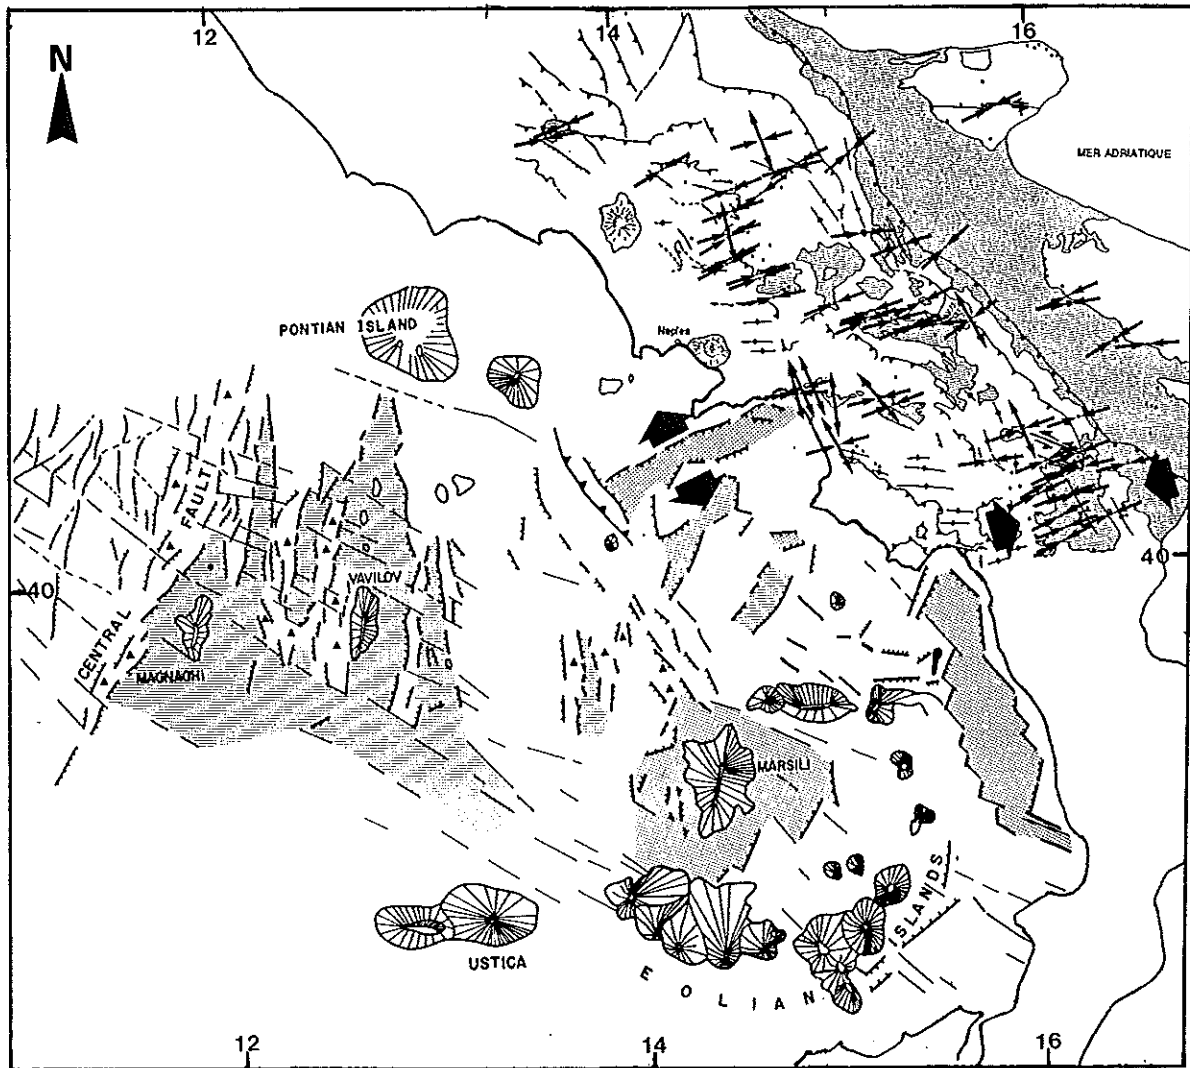 12
14
16
N
MER ADRIATIQUE
PONTIAN ISLAND
Naples
FAULT
CENTRAL
VAVILOV
MAGNAGHI
40
40
MARSILI
USTICA
EOLIAN
ISLANDS
12
14
16